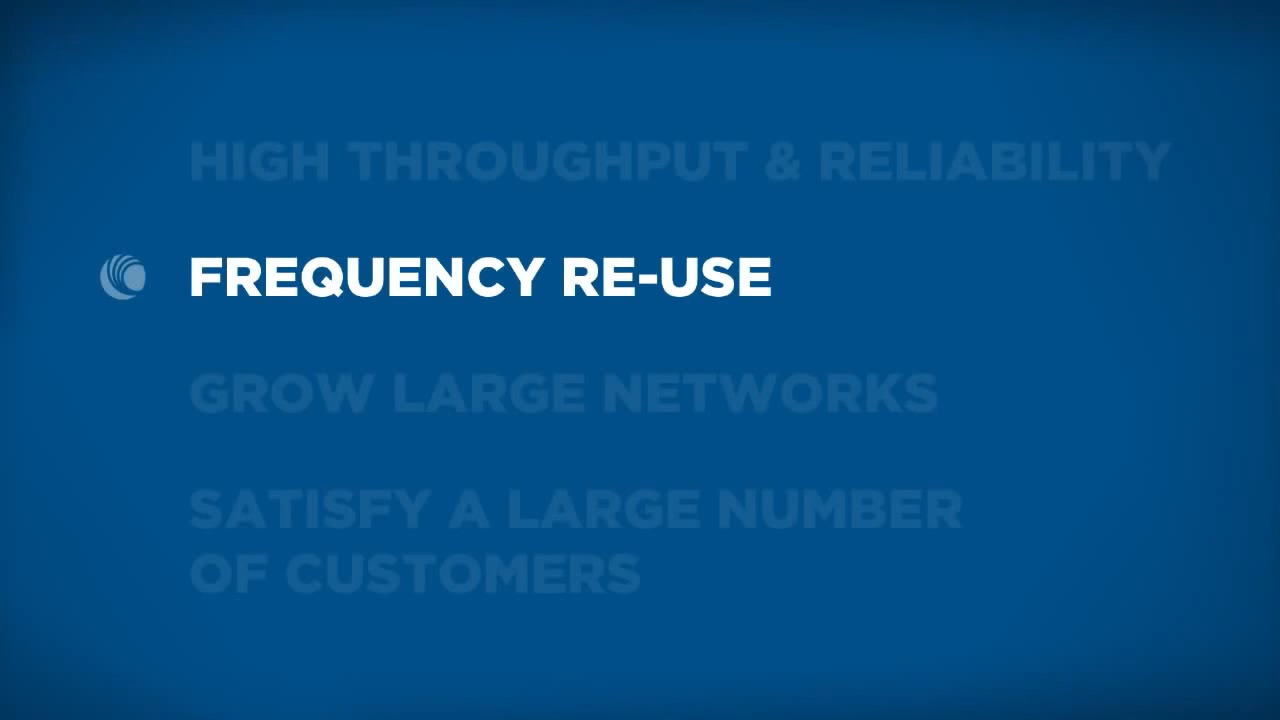 HIGH THROUGHPUT & RELIABILITY
FREQUENCY RE-USE
GROW LARGE NETWORKS
SATISFY A LARGE NUMBER
OF CUSTOMERS